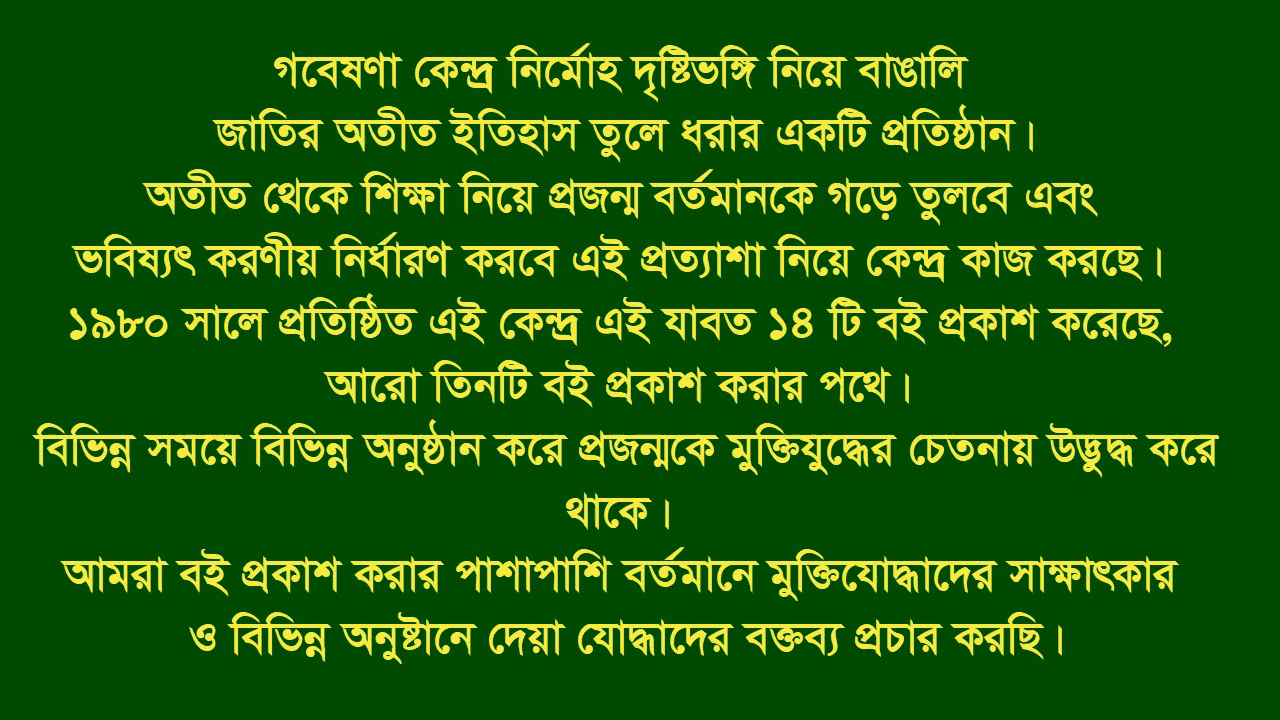 গবেষণা কেন্দ্র নির্মোহ দৃষ্টিভঙ্গি নিয়ে বাঙালি
জাতির অতীত ইতিহাস তুলে ধরার একটি প্রতিষ্ঠান।
অতীত থেকে শিক্ষা নিয়ে প্রজন্ম বর্তমানকে গড়ে তুলবে এবং
ভবিষ্যৎ করণীয় নির্ধারণ করবে এই প্রত্যাশা নিয়ে কেন্দ্র কাজ করছে।
১৯৮০ সালে প্রতিষ্ঠিত এই কেন্দ্র এই যাবত ১৪ টি বই প্রকাশ করেছে,
আরো তিনটি বই প্রকাশ করার পথে।
বিভিন্ন সময়ে বিভিন্ন অনুষ্ঠান করে প্রজন্মকে মুক্তিযুদ্ধের চেতনায় উদ্ভুদ্ধ করে
থাকে।
আমরা বই প্রকাশ করার পাশাপাশি বর্তমানে মুক্তিযোদ্ধাদের সাক্ষাৎকার
ও বিভিন্ন অনুষ্টানে দেয়া যোদ্ধাদের বক্তব্য প্রচার করছি।